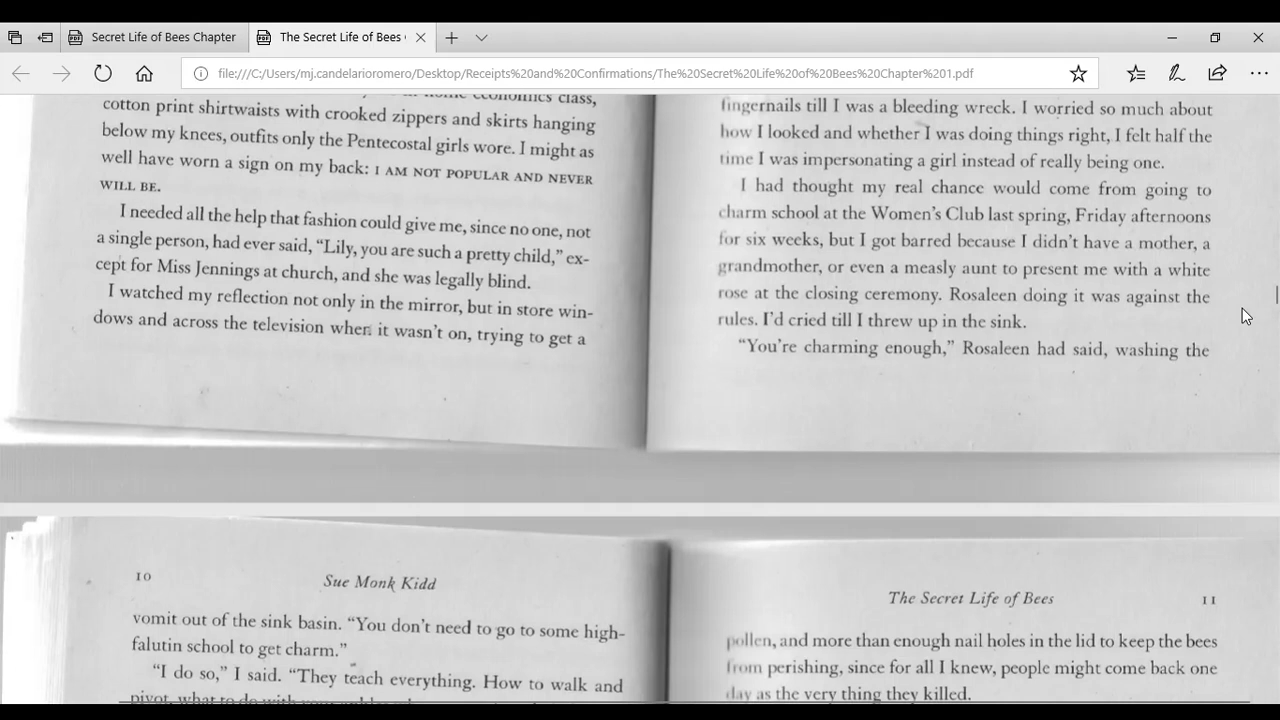 Secret Life of Bees Chapter
The Secret Life of Bees
file:///C:/Users/mj.candelarioromero/Desktop/Receipts%20and%20Confirmations/The%20Secret%20Life%20of%20Bees%20Chapter%201.pdf
economics class,
cotton print shirtwaists with crooked zippers and skirts hanging
below my knees, outfits only the Pentecostal girls wore. I might as
well have worn a sign on my back: I AM NOT POPULAR AND NEVER
WILL BE.
I needed all the help that fashion could give me, since no one, not
a single person, had ever said, “Lily, you are such a pretty child,” ex-
cept for Miss Jennings at church, and she was legally blind.
I watched my reflection not only in the mirror, but in store win-
dows and across the television when it wasn’t on, trying to get a
fingernails till I was a bleeding wreck. I worried so much about
how I looked and whether I was doing things right, I felt half the
time I was impersonating a girl instead of really being one.
I had thought my real chance would come from going to
charm school at the Women’s Club last spring, Friday afternoons
for six weeks, but I got barred because I didn’t have a mother, a
grandmother, or even a measly aunt to present me with a white
rose at the closing ceremony. Rosaleen doing it was against the
rules. I’d cried till I threw up in the sink.
“You’re charming enough,” Rosaleen had said, washing the
10
Sue Monk Kidd
vomit out of the sink basin. “You don’t need to go to some high-
falutin school to get charm.”
“I do so,” I said. “They teach everything. How to walk and
pivot, what to do with your
The Secret Life of Bees
11
pollen, and more than enough nail holes in the lid to keep the bees
from perishing, since for all I knew, people might come back one
day as the very thing they killed.